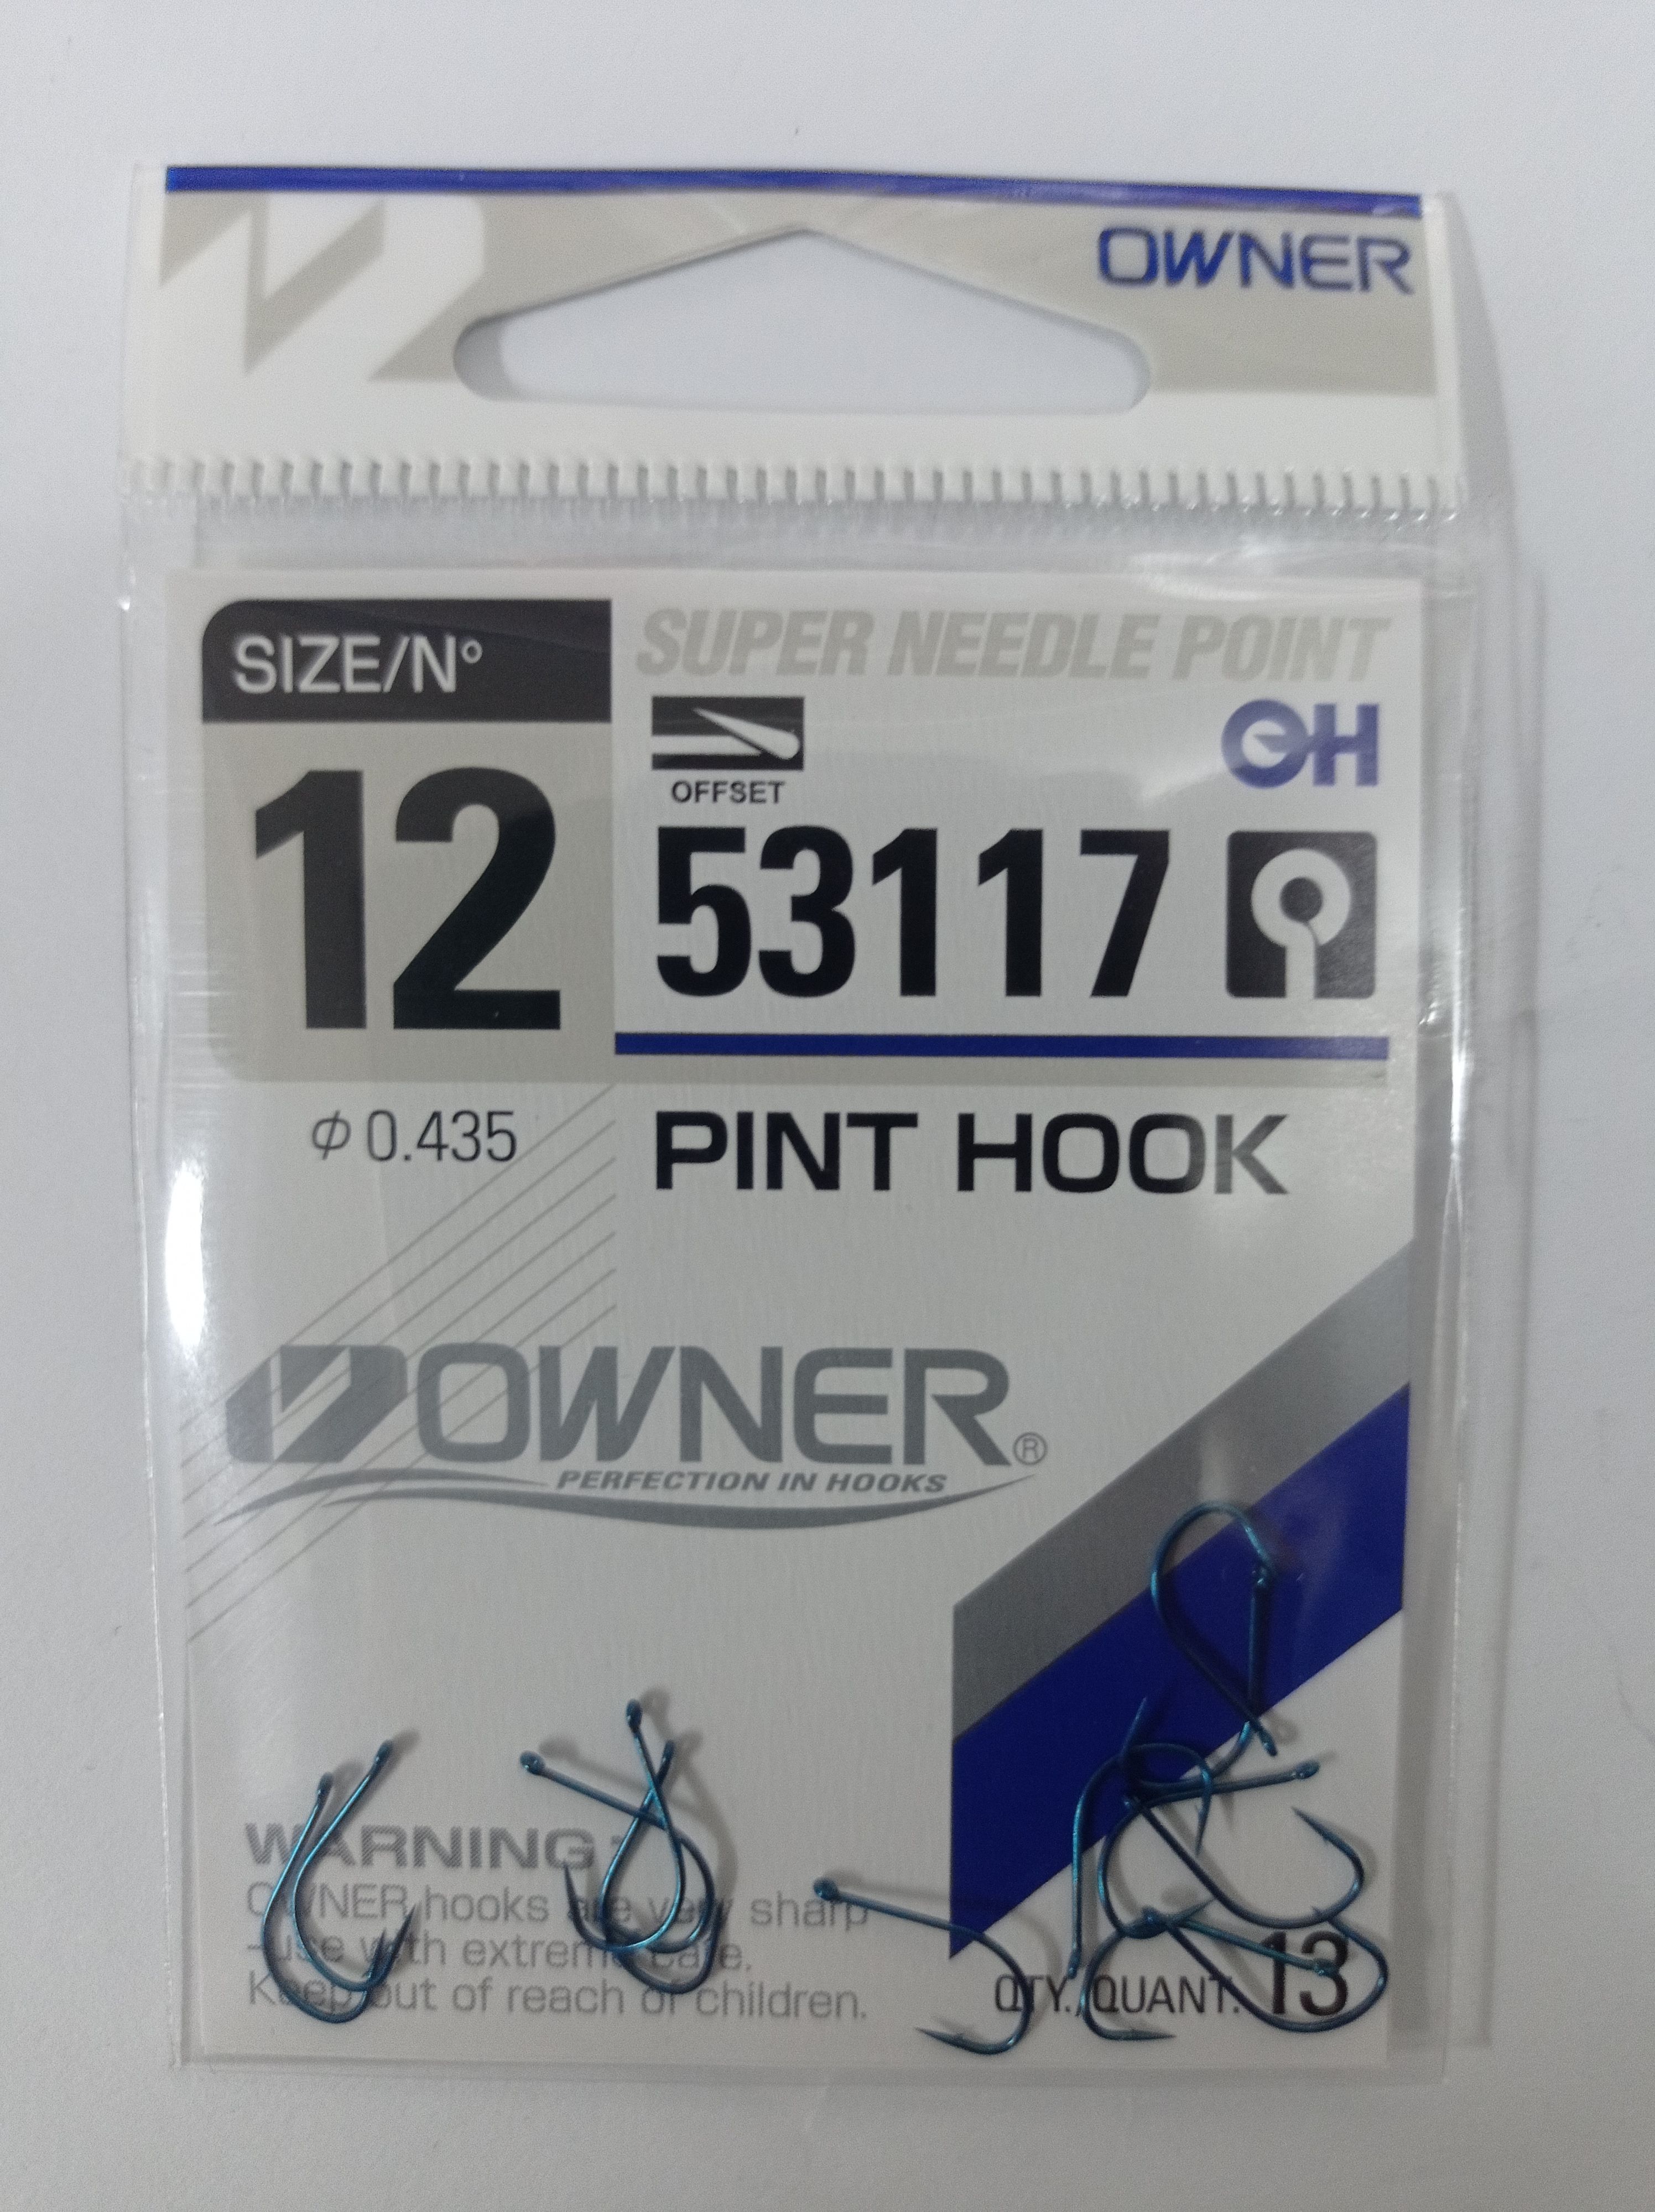 OWNER
SIZE/N°
12
SUPER NEEDLE POINT
OFFSET
OH
53117
φ 0.435
PINT HOOK
OWNER®
PERFECTION IN HOOKS
WARNING:
OWNER hooks are very sharp
-use with extreme care.
Keep out of reach of children.
QTY./QUANT: 13